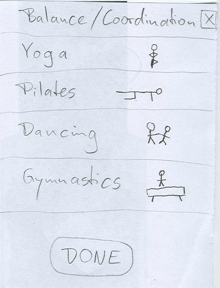 Balance/Coordination X
Yoga
Pilates
Dancing
Gymnastics
DONE